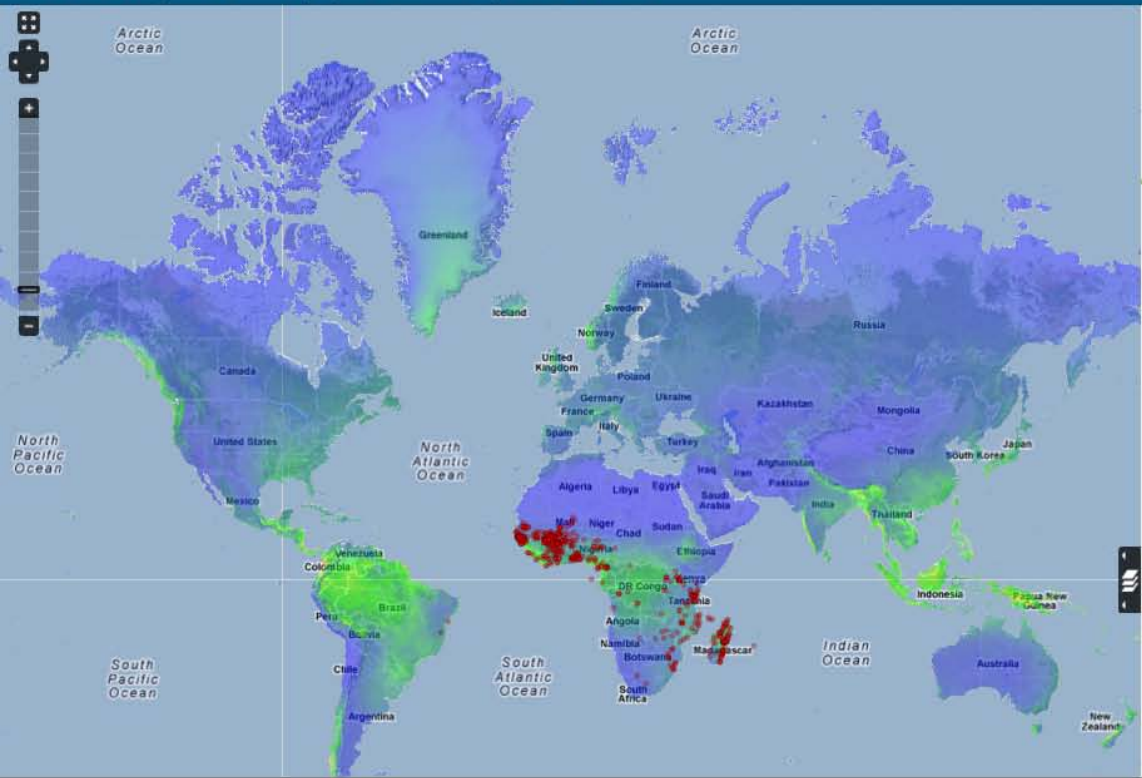 Arctic
Ocean
Arctic
Ocean
Greenland
Iceland
Finland
Sweden
Norway
Russia
United
Kingdom
Poland
Germany
Ukraine
France
Italy
Spain
Turkey
Kazakhstan
Mongolia
Canada
United States
Mexico
North
Pacific
Ocean
North
Atlantic
Ocean
Japan
South Korea
China
Afghanistan
Iraq
Iran
Pakistan
Algeria
Libya
Egypt
Saudi
Arabia
India
Thailand
Mali
Niger
Chad
Sudan
Nigeria
Ethiopia
Venezuela
Colombia
DR Congo
Kenya
Indonesia
Papua New
Guinea
Tanzania
Brazil
Peru
Angola
Bolivia
Namibia
Botswana
Madagascar
Indian
Ocean
South
Pacific
Ocean
South
Atlantic
Ocean
Chile
Australia
South
Africa
Argentina
New
Zealand